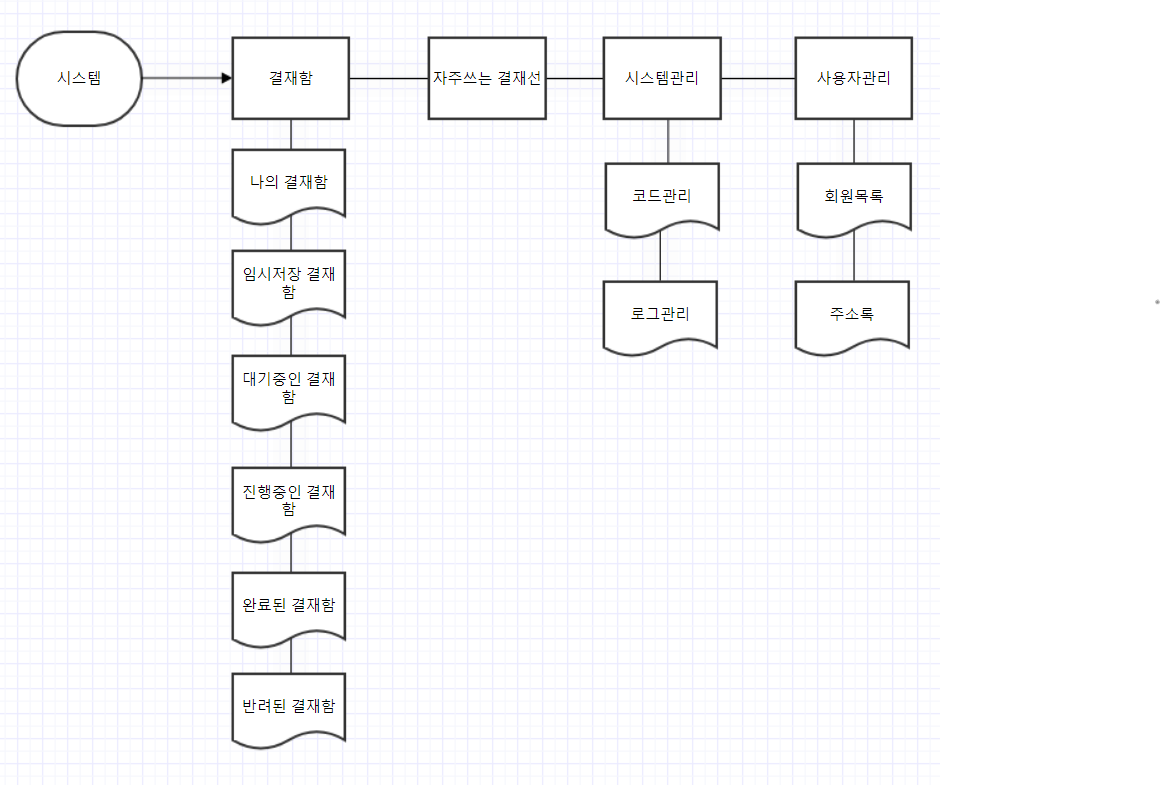 시스템
결재함
자주쓰는 결재선
시스템관리
사용자관리
나의 결재함
임시저장 결재
함
대기중인 결재
함
진행중인 결재
함
완료된 결재함
반려된 결재함
코드관리
로그관리
회원목록
주소록